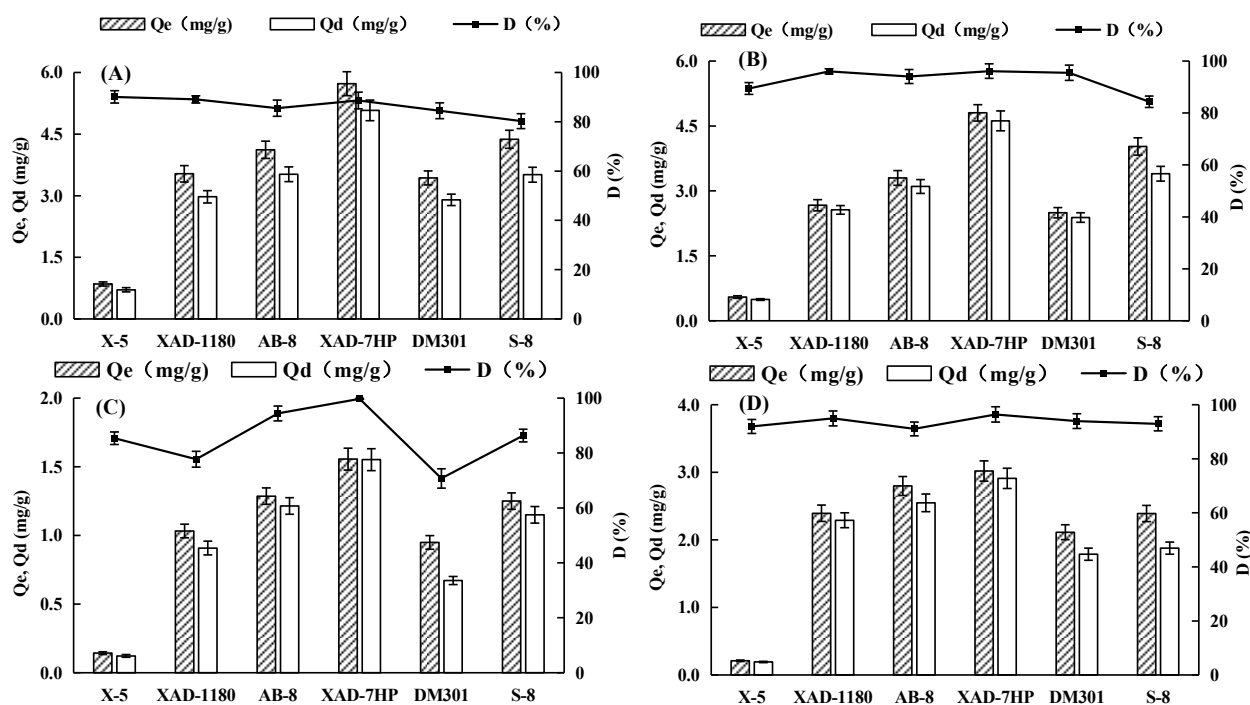 Qe（mg/g） Qd（mg/g） D（%）
(A)
6.0
4.5
3.0
1.5
0.0
Qe, Qd (mg/g)
100
80
60
40
20
0
D (%)
X-5 XAD-1180 AB-8 XAD-7HP DM301 S-8
Qe（mg/g） Qd（mg/g） D（%）
(B)
6.0
4.5
3.0
1.5
0.0
Qe, Qd (mg/g)
100
80
60
40
20
0
D (%)
X-5 XAD-1180 AB-8 XAD-7HP DM301 S-8
Qe（mg/g） Qd（mg/g） D（%）
(C)
2.0
1.5
1.0
0.5
0.0
Qe, Qd (mg/g)
100
80
60
40
20
0
D (%)
X-5 XAD-1180 AB-8 XAD-7HP DM301 S-8
Qe（mg/g） Qd（mg/g） D（%）
(D)
4.0
3.0
2.0
1.0
0.0
Qe, Qd (mg/g)
100
80
60
40
20
0
D (%)
X-5 XAD-1180 AB-8 XAD-7HP DM301 S-8